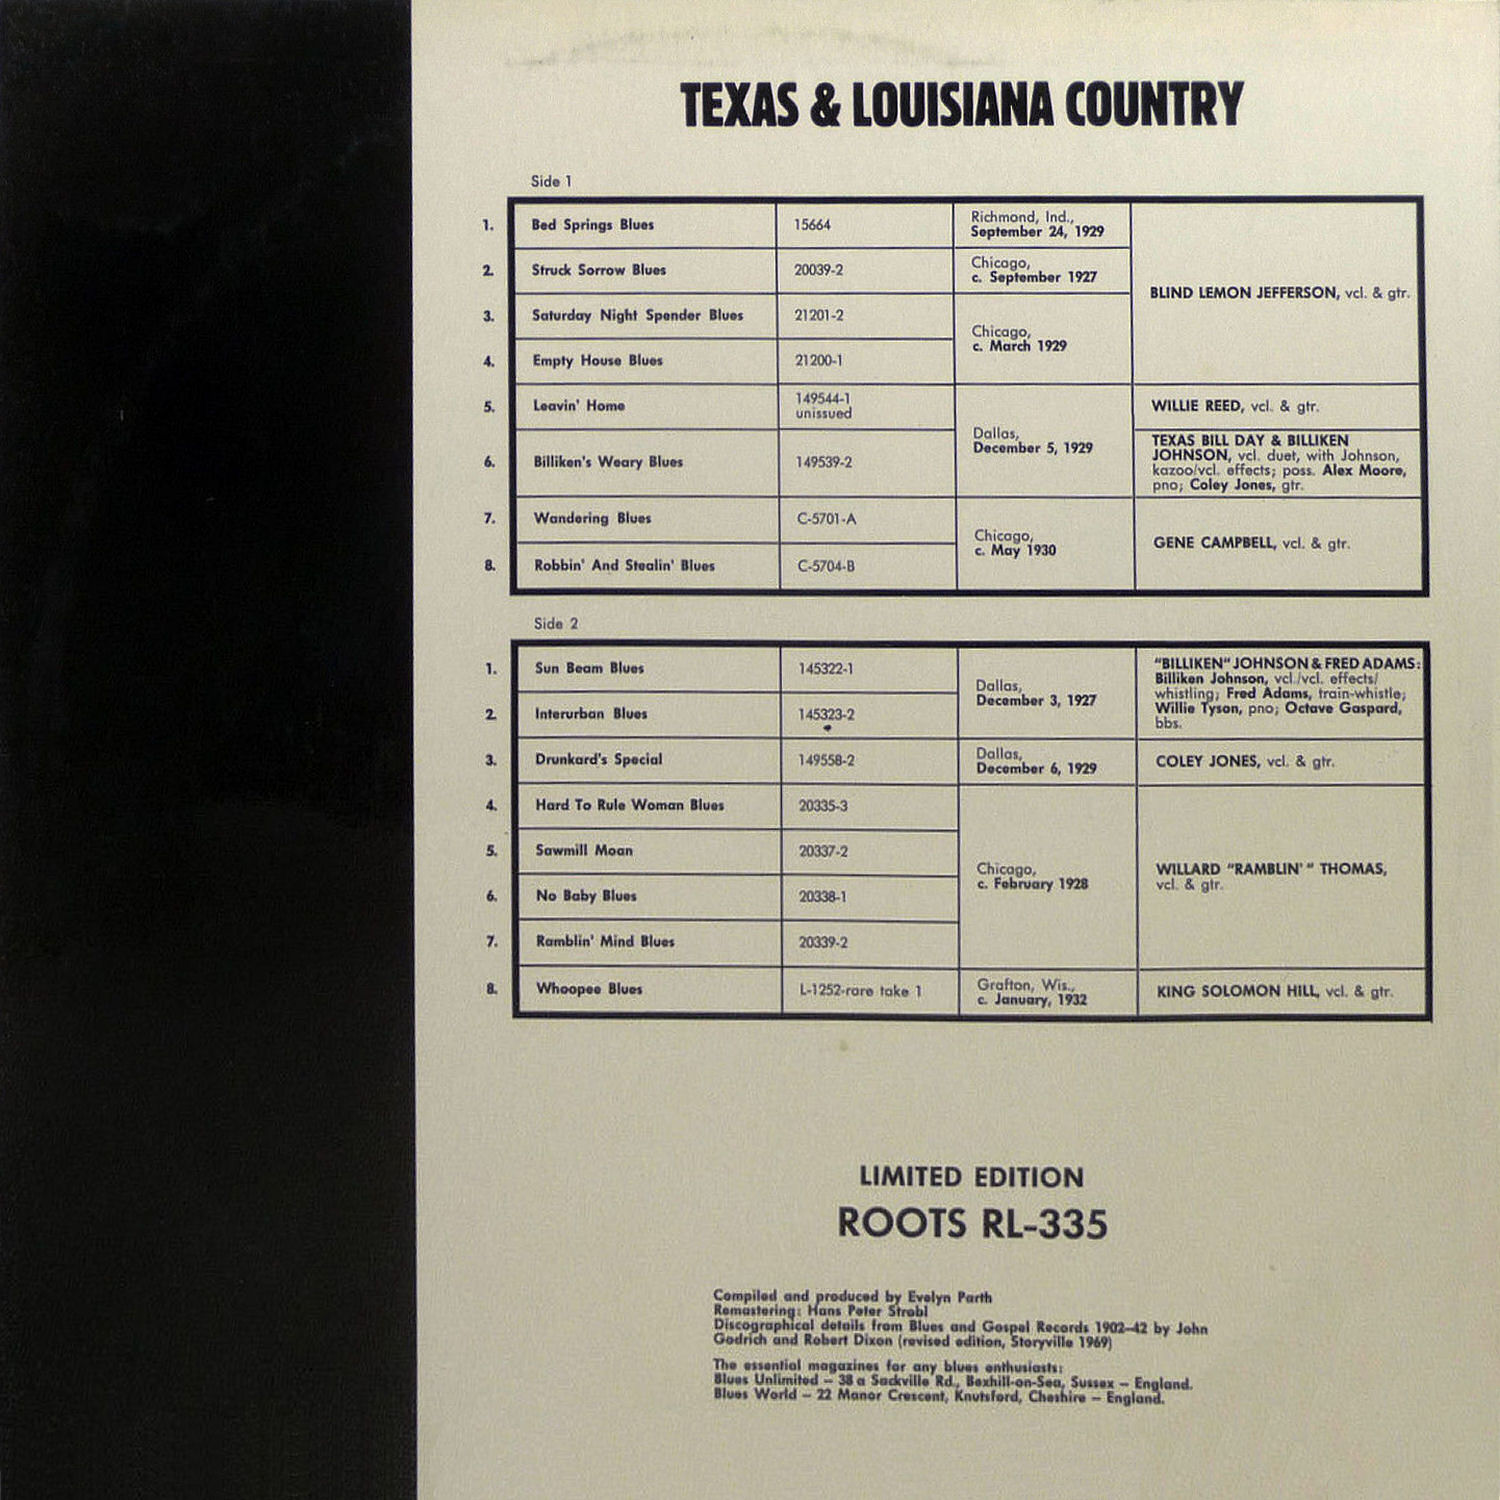 TEXAS & LOUISIANA COUNTRY
Side 1
1. Bed Springs Blues 15664 Richmond, Ind., September 24, 1929 BLIND LEMON JEFFERSON, vcl. & gtr.
2. Struck Sorrow Blues 20039-2 Chicago, c. September 1927
3. Saturday Night Spender Blues 21201-2 Chicago, c. March 1929
4. Empty House Blues 21200-1
5. Leavin' Home 149544-1 unissued Dallas, December 5, 1929 WILLIE REED, vcl. & gtr.
6. Billiken's Weary Blues 149539-2 TEXAS BILL DAY & BILLIKEN
JOHNSON, vcl. duet, with Johnson,
kazoo/vcl. effects; poss. Alex Moore,
pno; Coley Jones, gtr.
7. Wandering Blues C-5701-A Chicago, c. May 1930 GENE CAMPBELL, vcl. & gtr.
8. Robbin' And Stealin' Blues C-5704-B
Side 2
1. Sun Beam Blues 145322-1 Dallas, December 3, 1927 "BILLIKEN" JOHNSON & FRED ADAMS:
Billiken Johnson, vcl./vcl. effects/
whistling; Fred Adams, train-whistle;
Willie Tyson, pno; Octave Gaspard,
bbs.
2. Interurban Blues 145323-2
3. Drunkard's Special 149558-2 Dallas, December 6, 1929 COLEY JONES, vcl. & gtr.
4. Hard To Rule Woman Blues 20335-3 Chicago, c. February 1928 WILLARD "RAMBLIN' " THOMAS, vcl. & gtr.
5. Sawmill Moan 20337-2
6. No Baby Blues 20338-1
7. Ramblin' Mind Blues 20339-2
8. Whoopee Blues L-1252-rare take 1 Grafton, Wis., c. January, 1932 KING SOLOMON HILL, vcl. & gtr.
LIMITED EDITION
ROOTS RL-335
Compiled and produced by Evelyn Parth
Remastering: Hans Peter Strobl
Discographical details from Blues and Gospel Records 1902–42 by John
Godrich and Robert Dixon (revised edition, Storyville 1969)
The essential magazines for any blues enthusiasts:
Blues Unlimited – 38 a Sackville Rd., Bexhill-on-Sea, Sussex – England.
Blues World – 22 Manor Crescent, Knutsford, Cheshire – England.